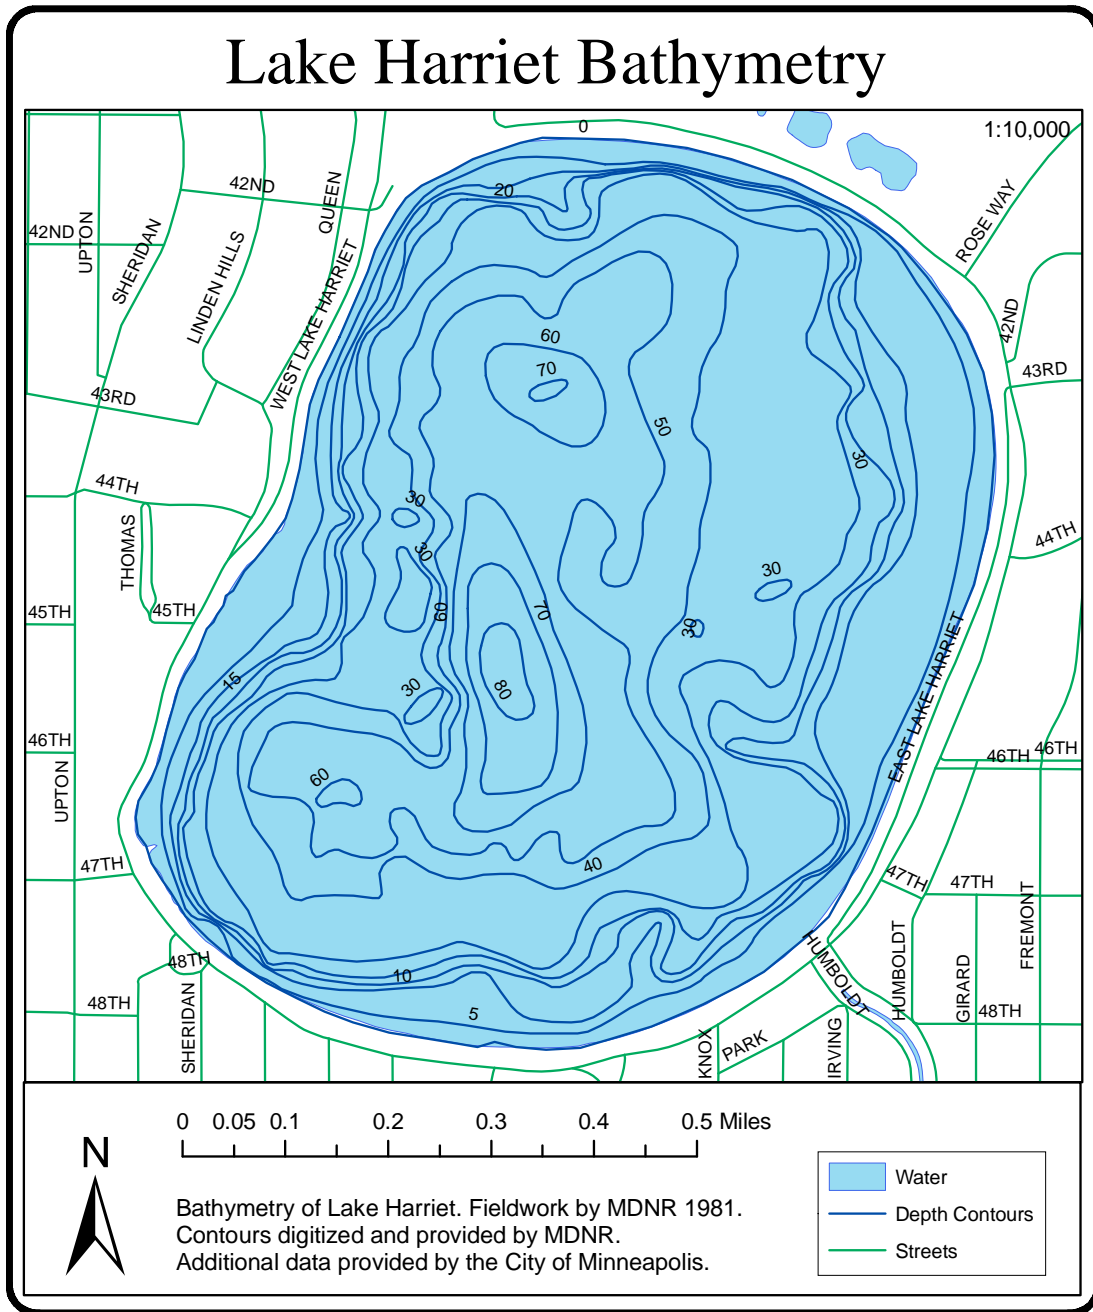 Lake Harriet Bathymetry
0
1:10,000
20
42ND
QUEEN
ROSE WAY
UPTON
42ND
SHERIDAN
LINDEN HILLS
WEST LAKE HARRIET
42ND
60
70
43RD
43RD
50
30
44TH
30
THOMAS
30
44TH
30
45TH
45TH
60
70
30
EAST LAKE HARRIET
15
30
80
46TH
46TH
46TH
60
UPTON
47TH
40
47TH
47TH
FREMONT
HUMBOLDT
HUMBOLDT
48TH
10
GIRARD
48TH
SHERIDAN
5
48TH
KNOX
PARK
IRVING
0 0.05 0.1 0.2 0.3 0.4 0.5 Miles
N
Bathymetry of Lake Harriet. Fieldwork by MDNR 1981.
Contours digitized and provided by MDNR.
Additional data provided by the City of Minneapolis.
Water
Depth Contours
Streets